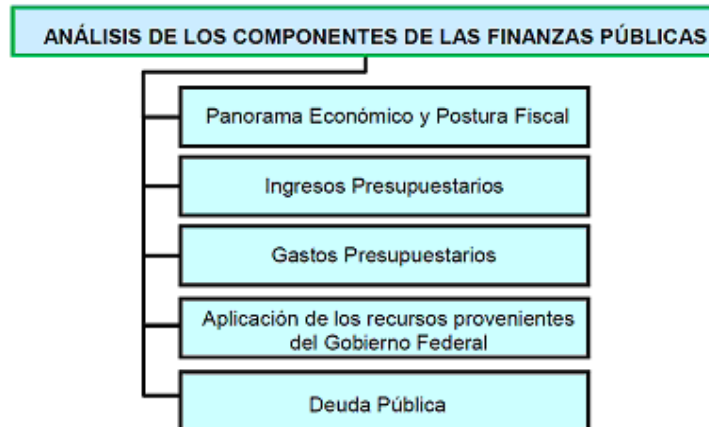 ANÁLISIS DE LOS COMPONENTES DE LAS FINANZAS PÚBLICAS
Panorama Económico y Postura Fiscal
Ingresos Presupuestarios
Gastos Presupuestarios
Aplicación de los recursos provenientes
del Gobierno Federal
Deuda Pública